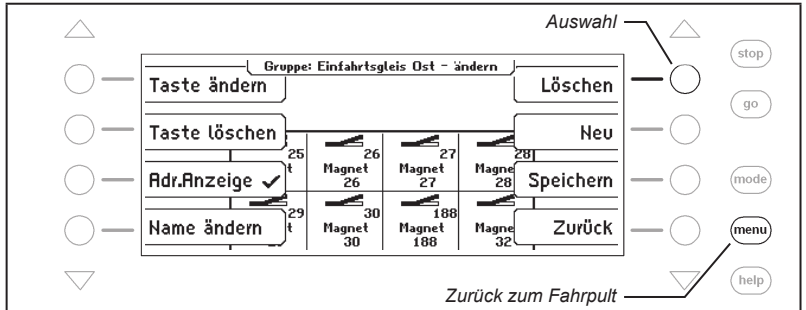 Auswahl
Gruppe: Einfahrtsgleis Ost - ändern
Taste ändern
Löschen
stop
Taste löschen
Neu
go
25 26 27 28
Adr.Anzeige ✓
t Magnet Magnet Magne
26 27 28
Speichern
mode
29 30 188
Name ändern
t Magnet Magnet Magne
30 188 32
Zurück
menu
Zurück zum Fahrpult
help